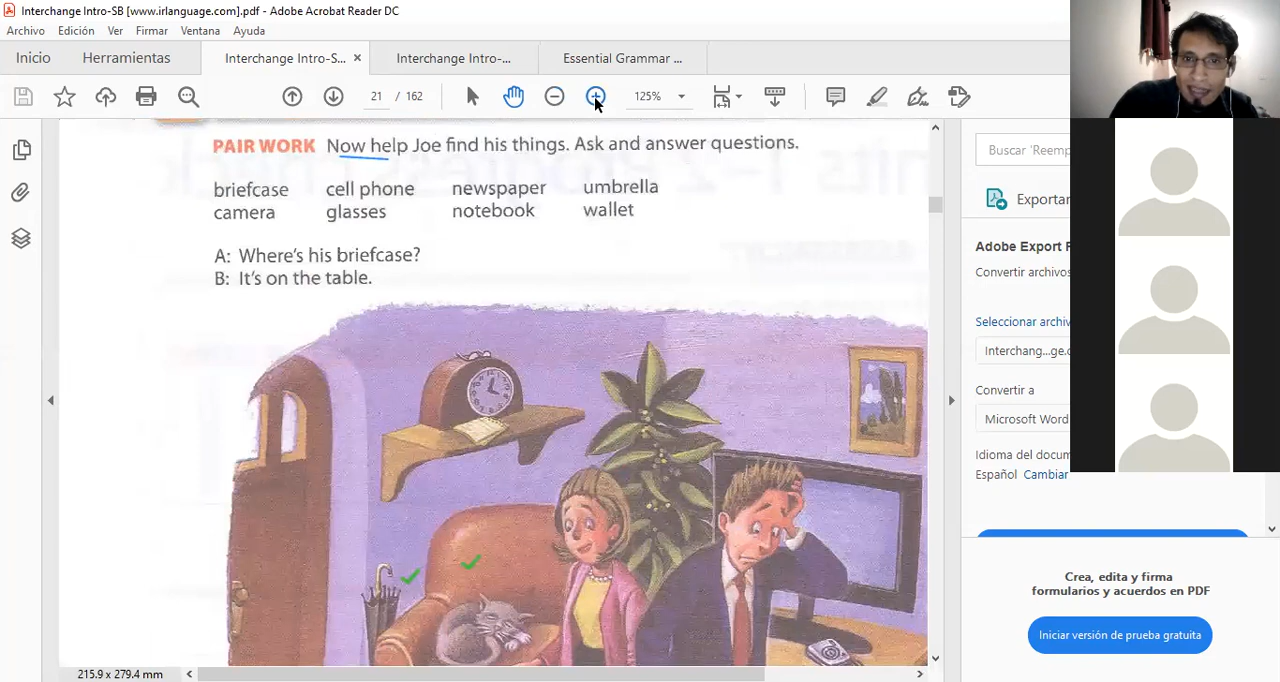 Interchange Intro-SB [www.irlanguage.com].pdf - Adobe Acrobat Reader DC
Archivo Edición Ver Firmar Ventana Ayuda
Inicio Herramientas Interchange Intro-S... × Interchange Intro-... Essential Grammar ...
21 / 162 125%
PAIR WORK Now help Joe find his things. Ask and answer questions.
briefcase cell phone newspaper umbrella
camera glasses notebook wallet
A: Where's his briefcase?
B: It's on the table.
Buscar 'Reemp
Exportar
Adobe Export P
Convertir archivos
Seleccionar archiv
Interchang...ge.
Convertir a
Microsoft Word
Idioma del docum
Español Cambiar
Crea, edita y firma
formularios y acuerdos en PDF
Iniciar versión de prueba gratuita
215.9 x 279.4 mm